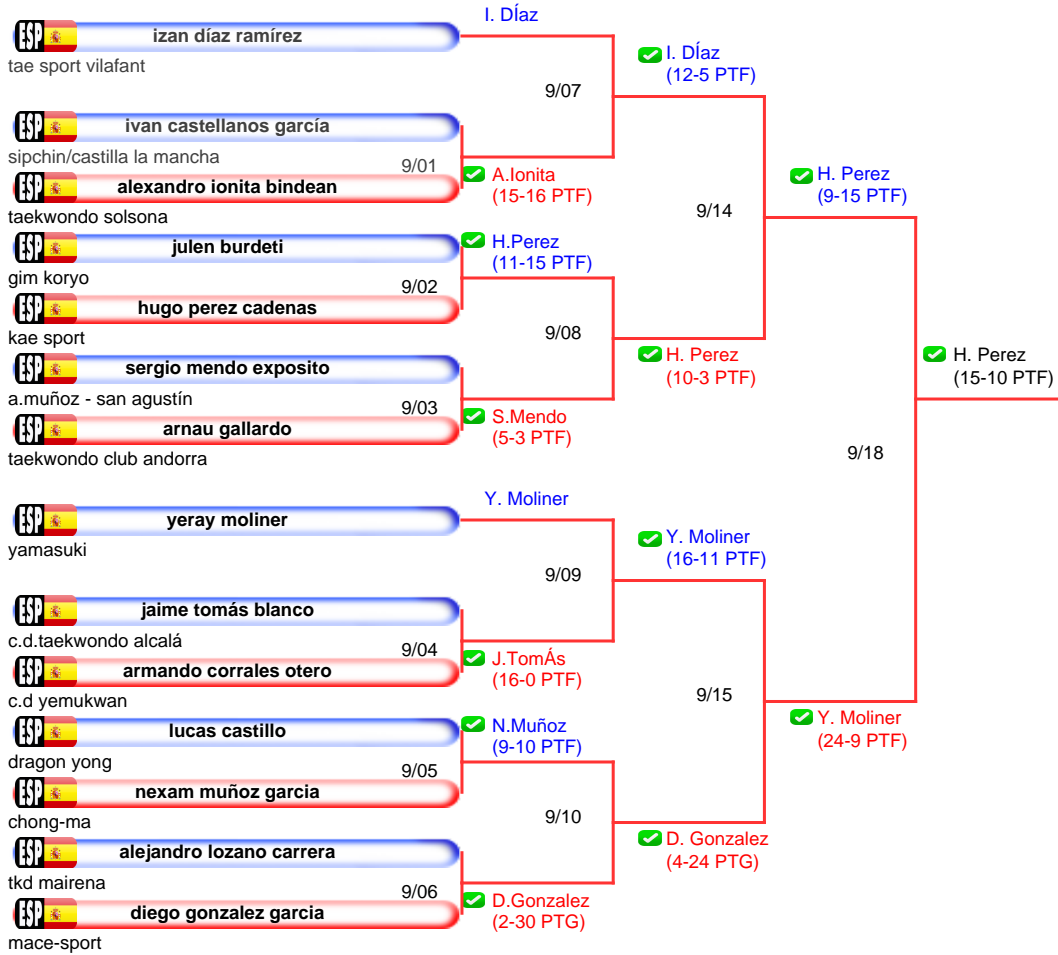 I. DÍaz
ESP
izan díaz ramírez
tae sport vilafant
I. DÍaz
(12-5 PTF)
9/07
ESP
ivan castellanos garcía
sipchin/castilla la mancha
9/01
ESP
alexandro ionita bindean
taekwondo solsona
A.Ionita
(15-16 PTF)
H. Perez
(9-15 PTF)
9/14
ESP
julen burdeti
gim koryo
H.Perez
(11-15 PTF)
9/02
ESP
hugo perez cadenas
kae sport
9/08
H. Perez
(10-3 PTF)
H. Perez
(15-10 PTF)
ESP
sergio mendo exposito
a.muñoz - san agustín
9/03
ESP
arnau gallardo
taekwondo club andorra
S.Mendo
(5-3 PTF)
9/18
Y. Moliner
ESP
yeray moliner
yamasuki
Y. Moliner
(16-11 PTF)
9/09
ESP
jaime tomás blanco
c.d.taekwondo alcalá
9/04
ESP
armando corrales otero
c.d yemukwan
J.TomÁs
(16-0 PTF)
9/15
Y. Moliner
(24-9 PTF)
ESP
lucas castillo
dragon yong
N.Muñoz
(9-10 PTF)
9/05
ESP
nexam muñoz garcia
chong-ma
9/10
D. Gonzalez
(4-24 PTG)
ESP
alejandro lozano carrera
tkd mairena
9/06
ESP
diego gonzalez garcia
mace-sport
D.Gonzalez
(2-30 PTG)